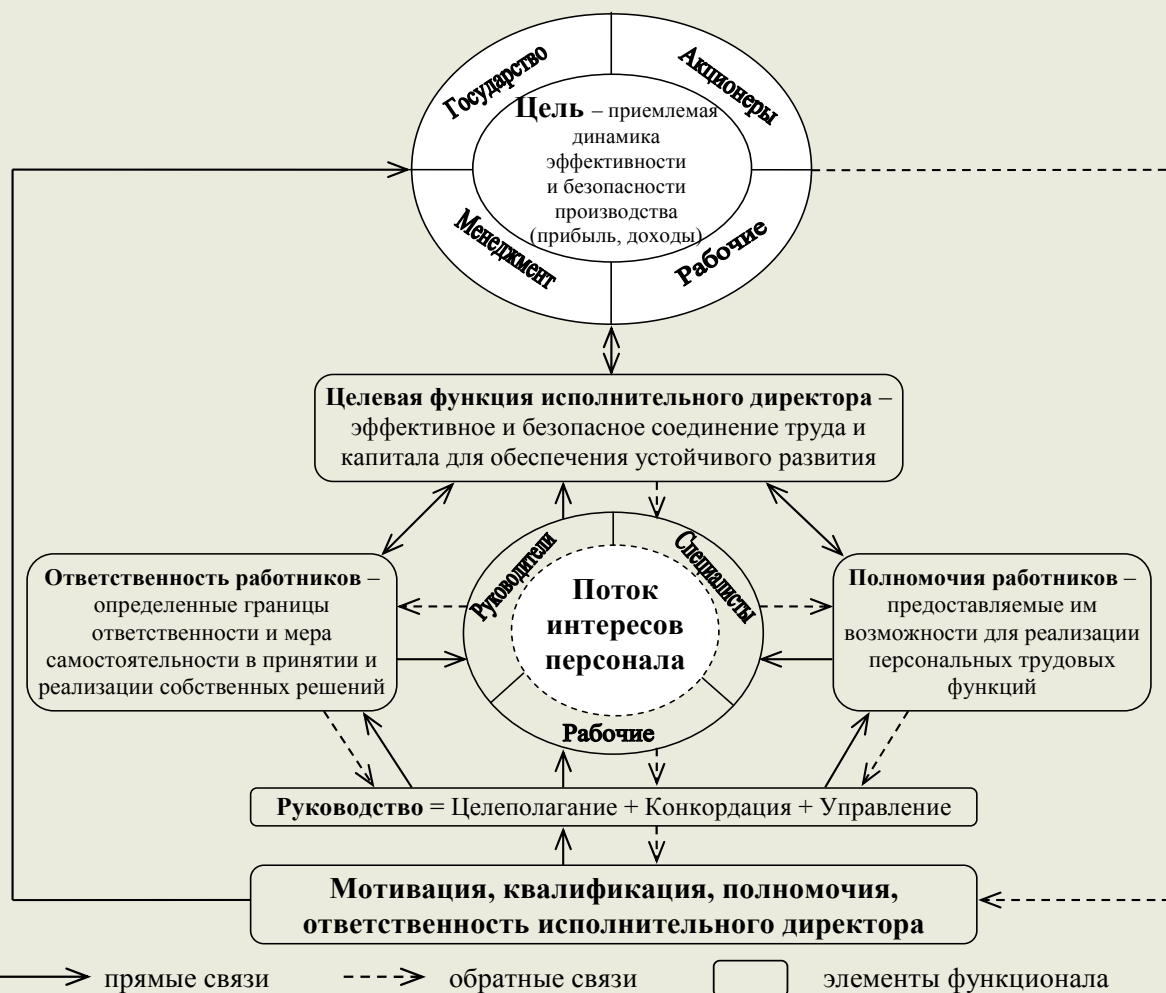 Государство
Акционеры
Цель – приемлемая
динамика
эффективности
и безопасности
производства
(прибыль, доходы)
Менеджмент
Рабочие
Целевая функция исполнительного директора –
эффективное и безопасное соединение труда и
капитала для обеспечения устойчивого развития
Ответственность работников –
определенные границы
ответственности и мера
самостоятельности в принятии и
реализации собственных решений
Руководители
Специалисты
Поток
интересов
персонала
Рабочие
Полномочия работников –
предоставляемые им
возможности для реализации
персональных трудовых
функций
Руководство = Целеполагание + Конкордация + Управление
Мотивация, квалификация, полномочия,
ответственность исполнительного директора
прямые связи
обратные связи
элементы функционала